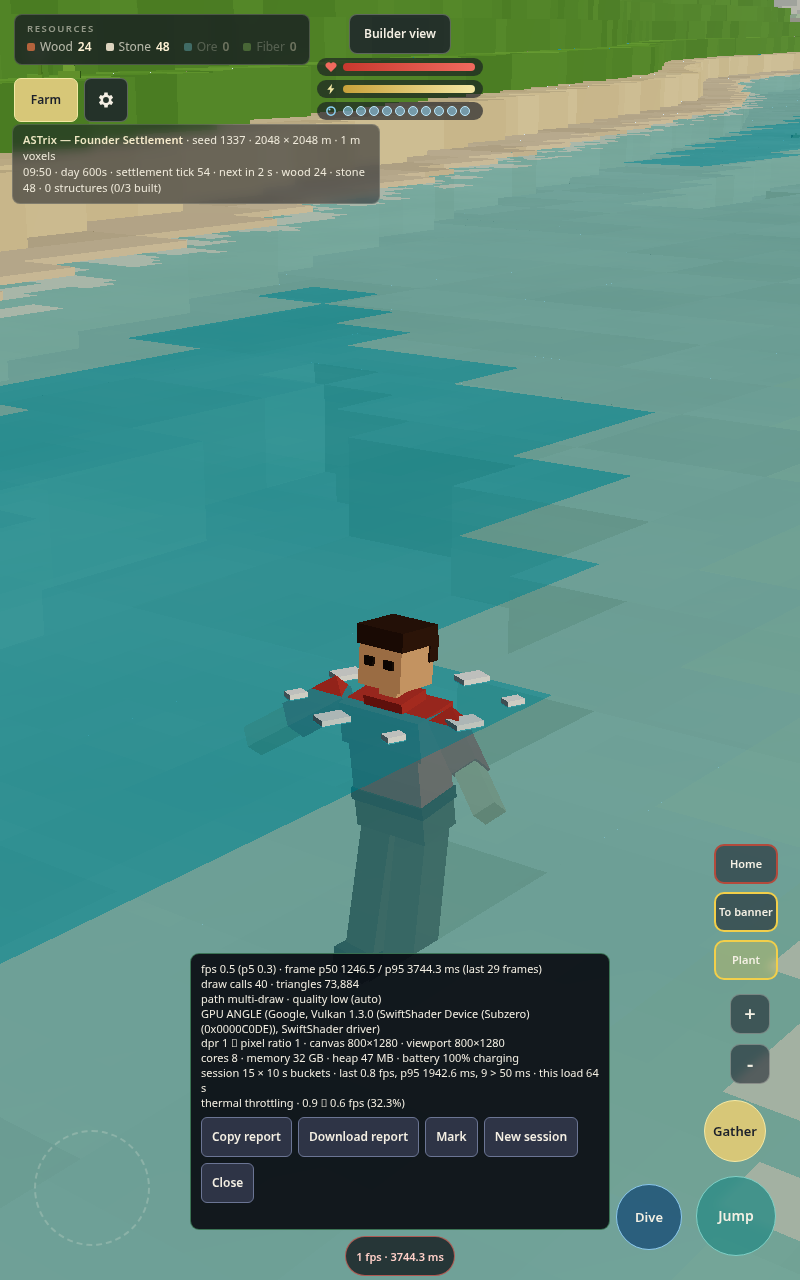 RESOURCES
Wood 24 Stone 48 Ore 0 Fiber 0
Builder view
Farm
ASTrix — Founder Settlement · seed 1337 · 2048 × 2048 m · 1 m
voxels
09:50 · day 600s · settlement tick 54 · next in 2 s · wood 24 · stone
48 · 0 structures (0/3 built)
Home
To banner
Plant
+
-
Gather
Dive
Jump
fps 0.5 (p5 0.3) · frame p50 1246.5 / p95 3744.3 ms (last 29 frames)
draw calls 40 · triangles 73,884
path multi-draw · quality low (auto)
GPU ANGLE (Google, Vulkan 1.3.0 (SwiftShader Device (Subzero)
(0x0000C0DE)), SwiftShader driver)
dpr 1 ▯ pixel ratio 1 · canvas 800×1280 · viewport 800×1280
cores 8 · memory 32 GB · heap 47 MB · battery 100% charging
session 15 × 10 s buckets · last 0.8 fps, p95 1942.6 ms, 9 > 50 ms · this load 64
s
thermal throttling · 0.9 ▯ 0.6 fps (32.3%)
Copy report
Download report
Mark
New session
Close
1 fps · 3744.3 ms